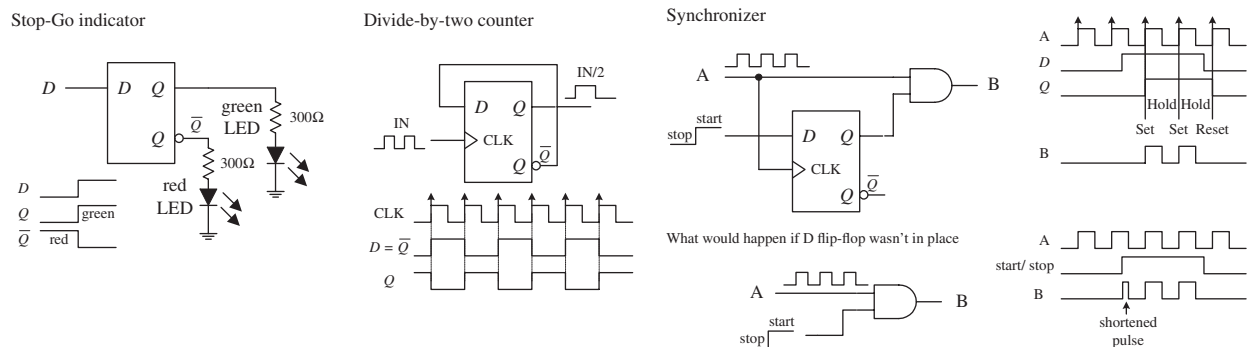 Stop-Go indicator
D
D
Q
Q
Q̅
green
LED
300Ω
300Ω
red
LED
D
Q
green
Q̅
red
Divide-by-two counter
IN/2
D
Q
IN
CLK
Q
Q̅
CLK
D = Q̅
Q
Synchronizer
A
B
start
stop
D
Q
CLK
Q
Q̅
What would happen if D flip-flop wasn't in place
A
B
start
stop
A
D
Q
Hold Hold
Set Set Reset
B
A
start/ stop
B
shortened
pulse